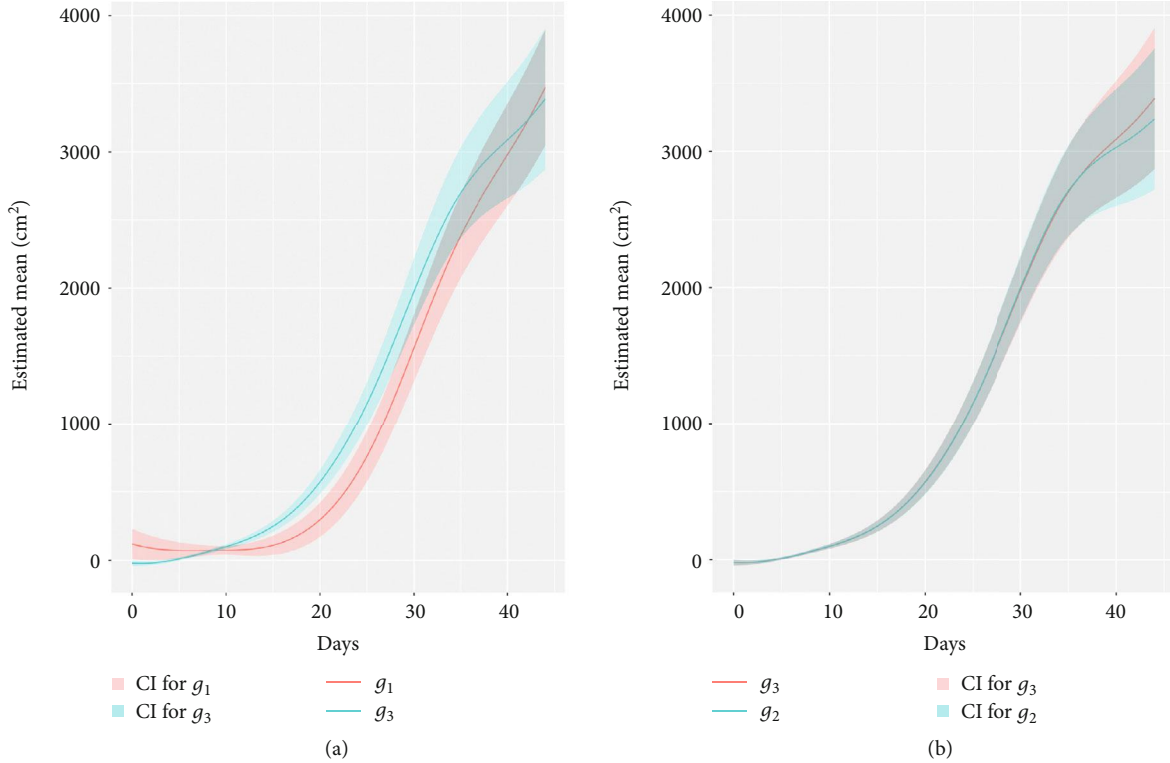 4000
3000
2000
1000
0
Estimated mean (cm²)
0 10 20 30 40
Days
CI for g₁ g₁
CI for g₃ g₃
(a)
4000
3000
2000
1000
0
Estimated mean (cm²)
0 10 20 30 40
Days
g₃ CI for g₃
g₂ CI for g₂
(b)